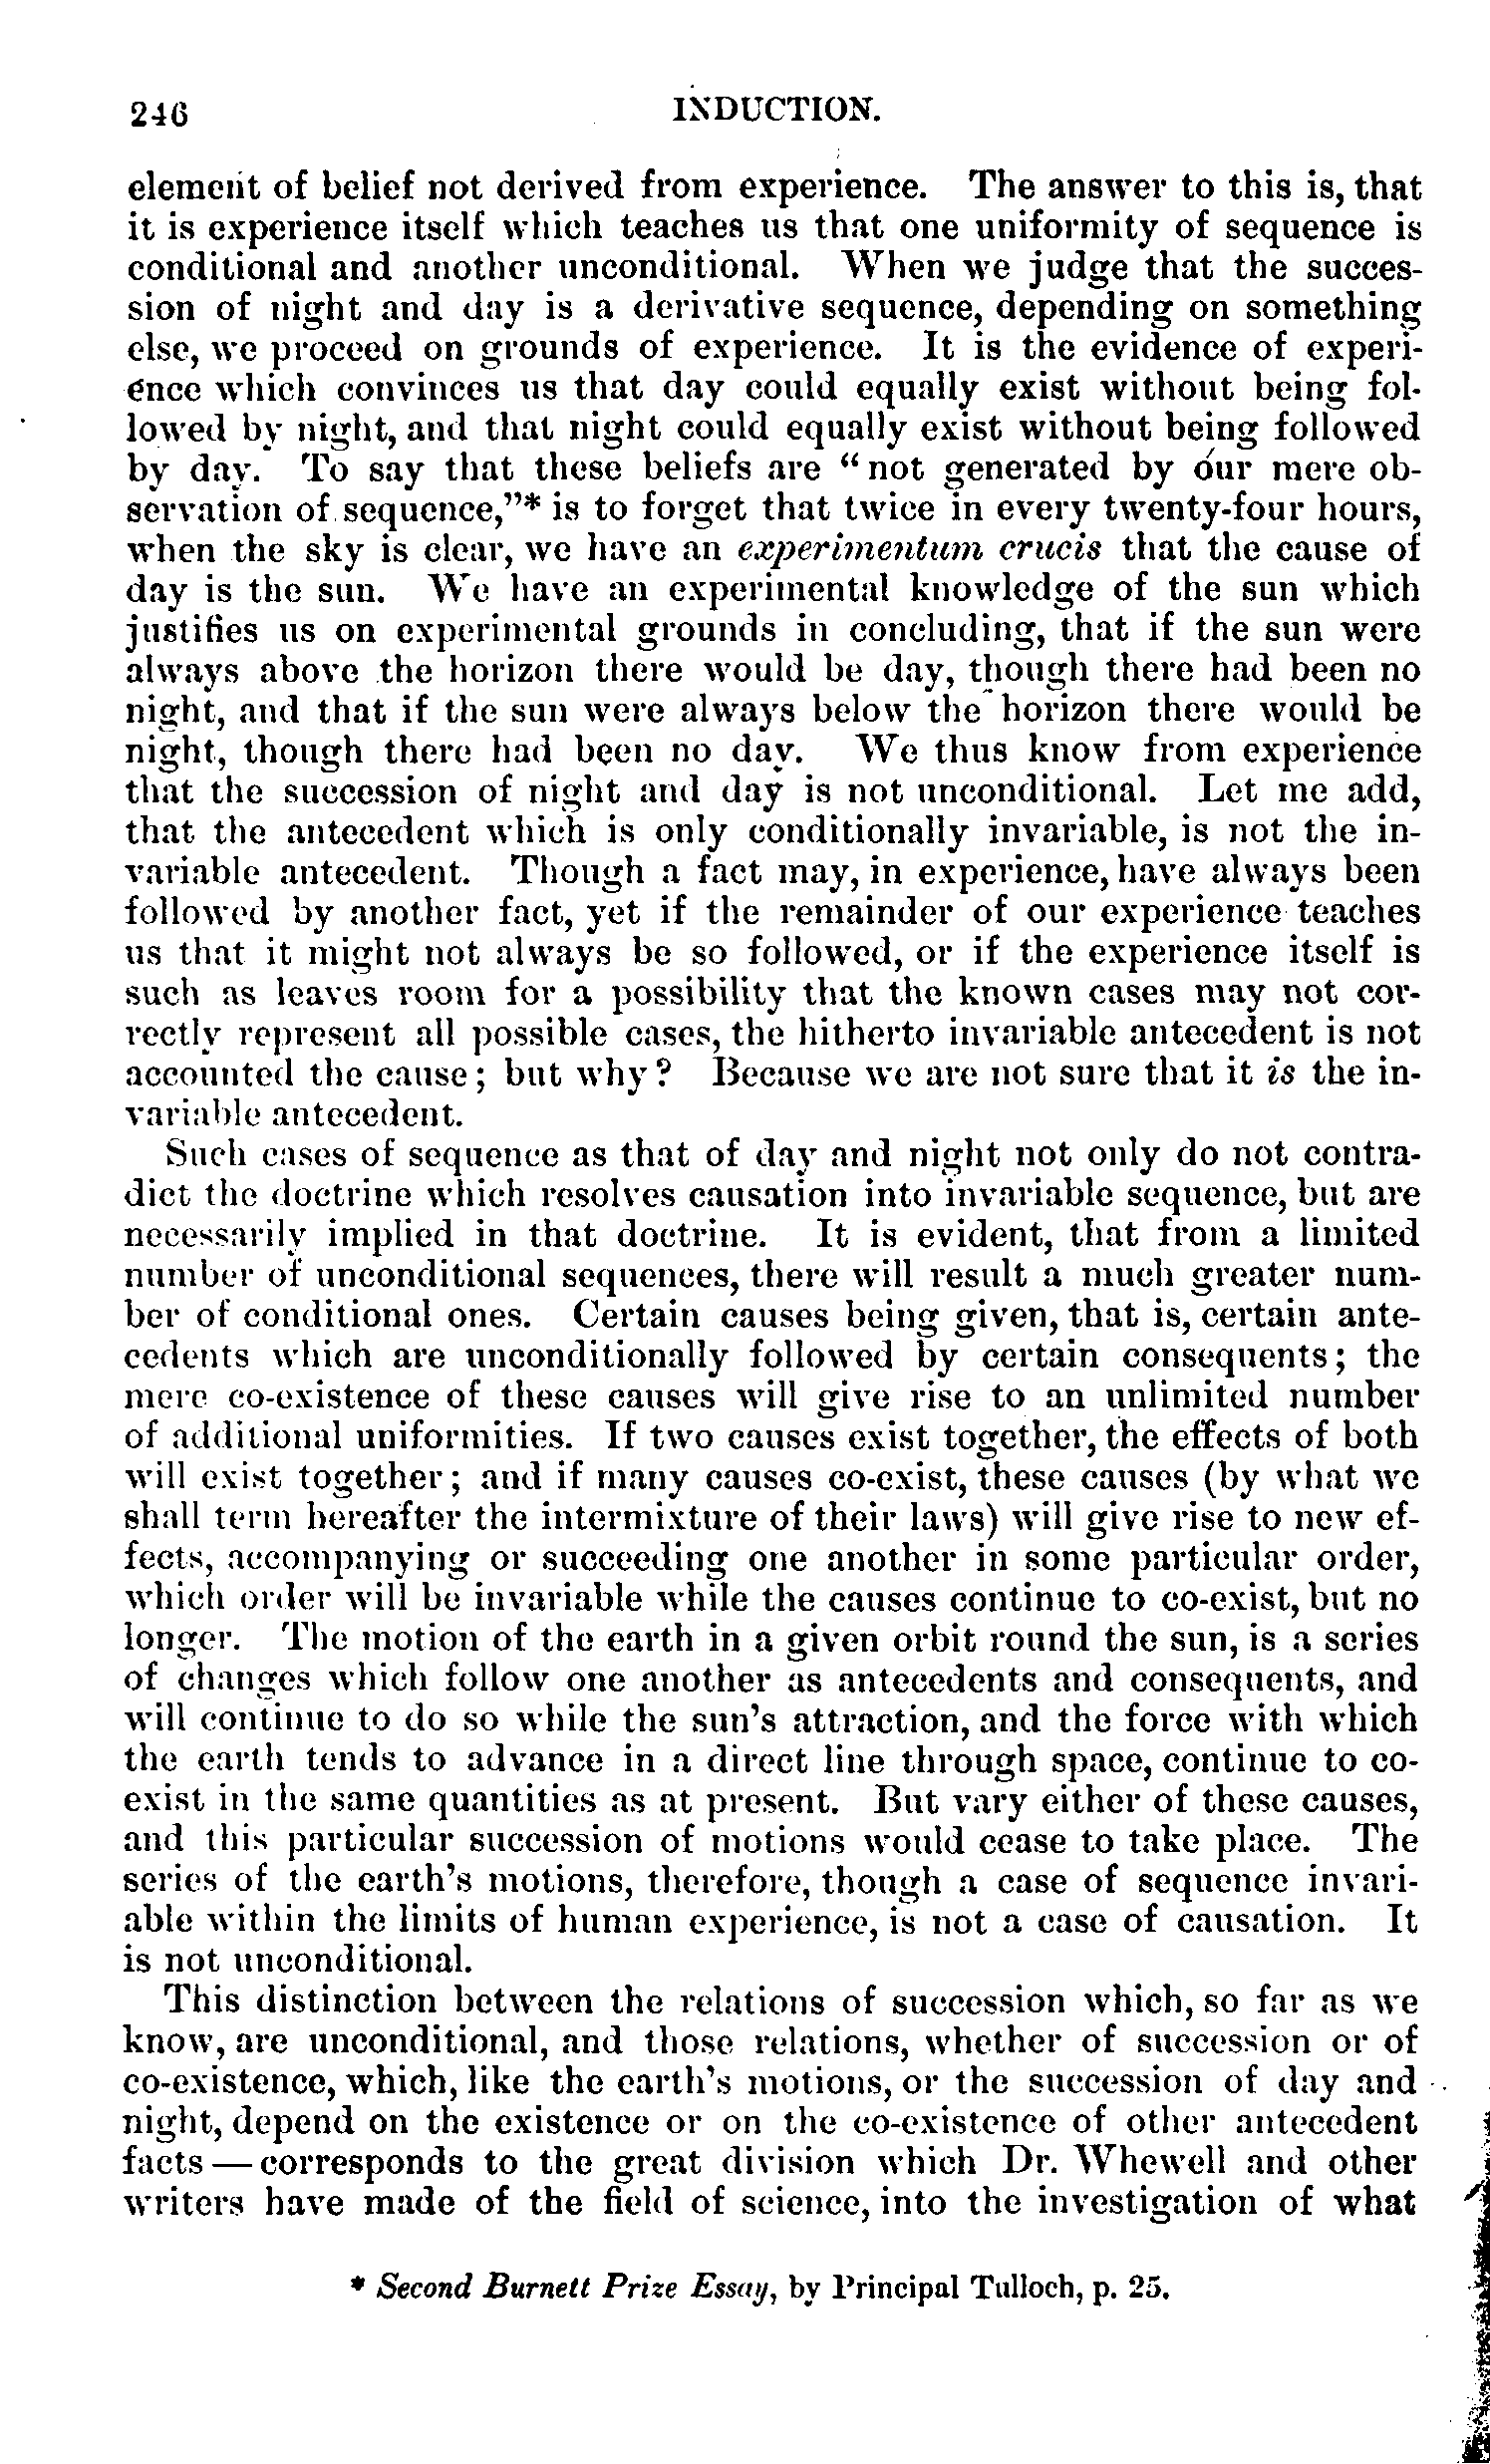 246 INDUCTION.
element of belief not derived from experience. The answer to this is, that
it is experience itself which teaches us that one uniformity of sequence is
conditional and another unconditional. When we judge that the succes-
sion of night and day is a derivative sequence, depending on something
else, we proceed on grounds of experience. It is the evidence of experi-
ence which convinces us that day could equally exist without being fol-
lowed by night, and that night could equally exist without being followed
by day. To say that these beliefs are "not generated by our mere ob-
servation of sequence,"* is to forget that twice in every twenty-four hours,
when the sky is clear, we have an experimentum crucis that the cause of
day is the sun. We have an experimental knowledge of the sun which
justifies us on experimental grounds in concluding, that if the sun were
always above the horizon there would be day, though there had been no
night, and that if the sun were always below the horizon there would be
night, though there had been no day. We thus know from experience
that the succession of night and day is not unconditional. Let me add,
that the antecedent which is only conditionally invariable, is not the in-
variable antecedent. Though a fact may, in experience, have always been
followed by another fact, yet if the remainder of our experience teaches
us that it might not always be so followed, or if the experience itself is
such as leaves room for a possibility that the known cases may not cor-
rectly represent all possible cases, the hitherto invariable antecedent is not
accounted the cause; but why? Because we are not sure that it is the in-
variable antecedent.
Such cases of sequence as that of day and night not only do not contra-
dict the doctrine which resolves causation into invariable sequence, but are
necessarily implied in that doctrine. It is evident, that from a limited
number of unconditional sequences, there will result a much greater num-
ber of conditional ones. Certain causes being given, that is, certain ante-
cedents which are unconditionally followed by certain consequents; the
mere co-existence of these causes will give rise to an unlimited number
of additional uniformities. If two causes exist together, the effects of both
will exist together; and if many causes co-exist, these causes (by what we
shall term hereafter the intermixture of their laws) will give rise to new ef-
fects, accompanying or succeeding one another in some particular order,
which order will be invariable while the causes continue to co-exist, but no
longer. The motion of the earth in a given orbit round the sun, is a series
of changes which follow one another as antecedents and consequents, and
will continue to do so while the sun's attraction, and the force with which
the earth tends to advance in a direct line through space, continue to co-
exist in the same quantities as at present. But vary either of these causes,
and this particular succession of motions would cease to take place. The
series of the earth's motions, therefore, though a case of sequence invari-
able within the limits of human experience, is not a case of causation. It
is not unconditional.
This distinction between the relations of succession which, so far as we
know, are unconditional, and those relations, whether of succession or of
co-existence, which, like the earth's motions, or the succession of day and
night, depend on the existence or on the co-existence of other antecedent
facts — corresponds to the great division which Dr. Whewell and other
writers have made of the field of science, into the investigation of what
* Second Burnett Prize Essay, by Principal Tulloch, p. 25.